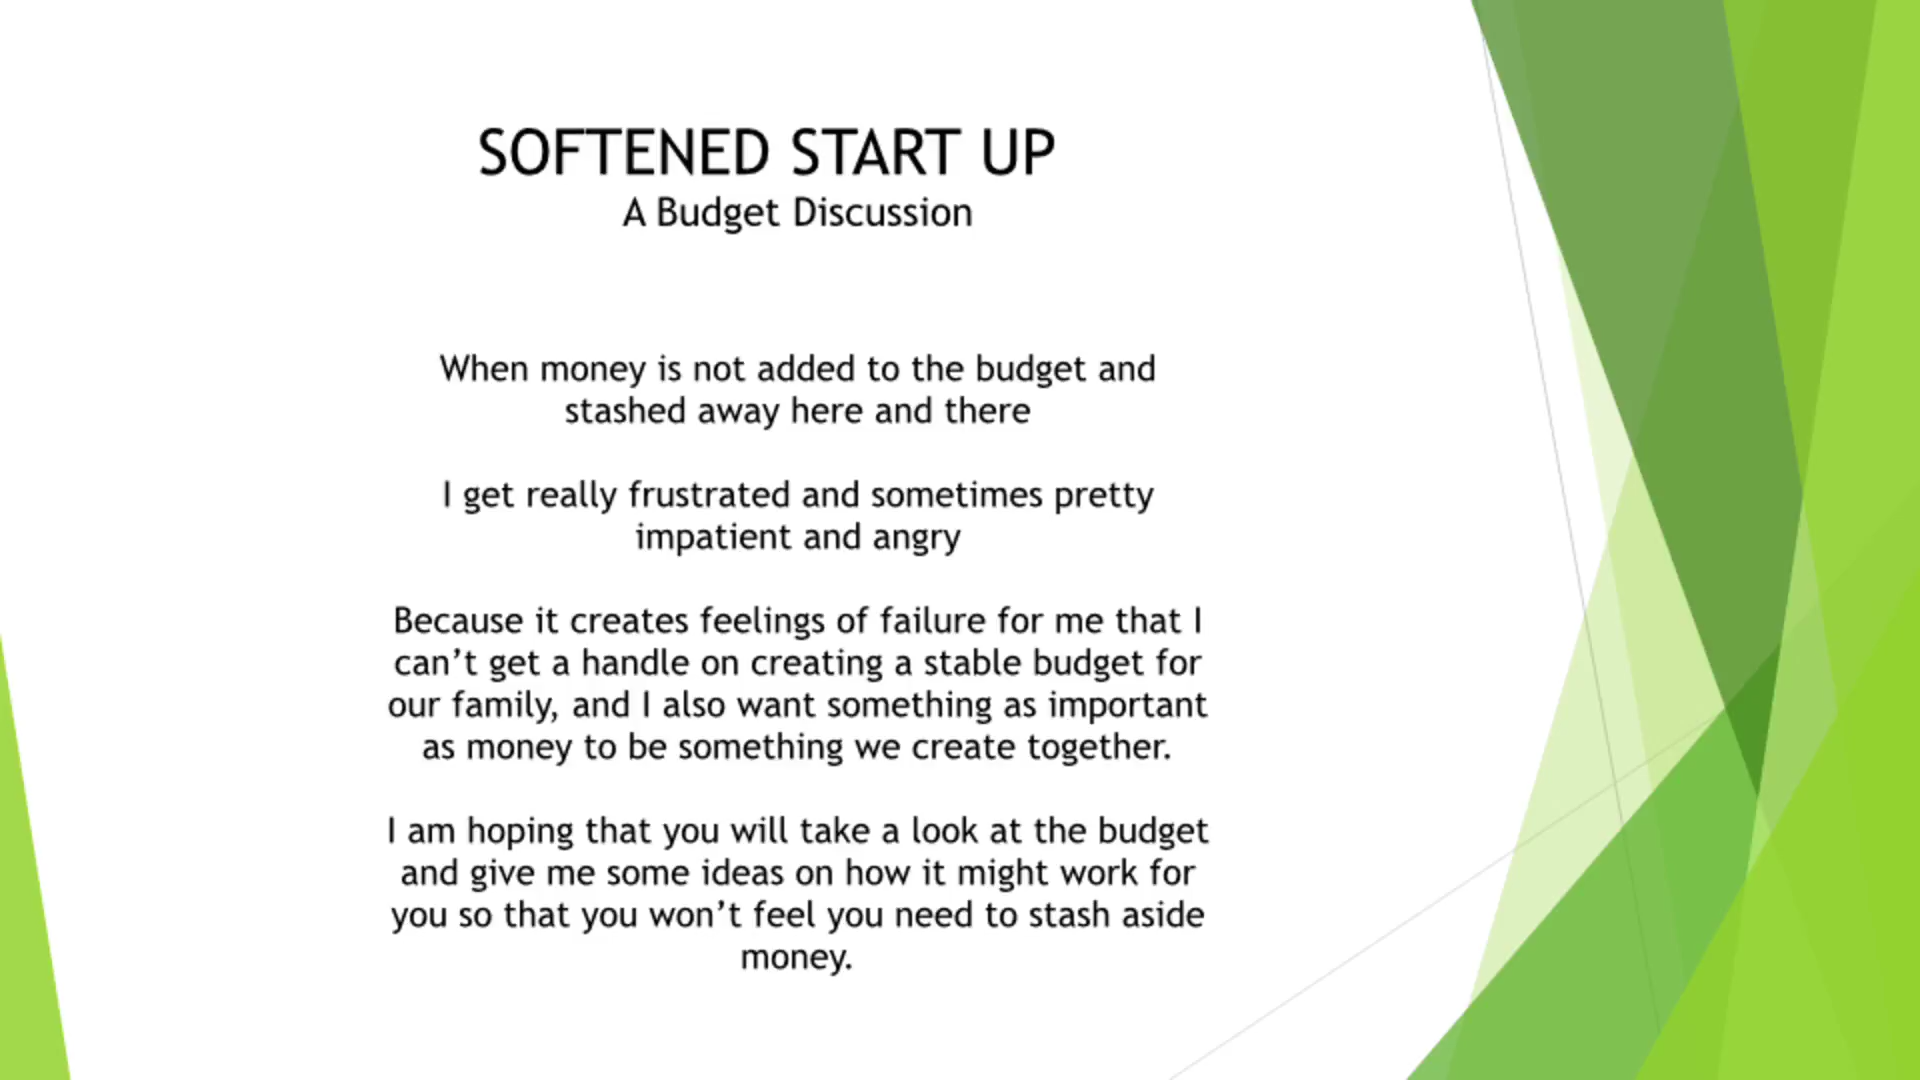 SOFTENED START UP
A Budget Discussion
When money is not added to the budget and
stashed away here and there
I get really frustrated and sometimes pretty
impatient and angry
Because it creates feelings of failure for me that I
can’t get a handle on creating a stable budget for
our family, and I also want something as important
as money to be something we create together.
I am hoping that you will take a look at the budget
and give me some ideas on how it might work for
you so that you won’t feel you need to stash aside
money.